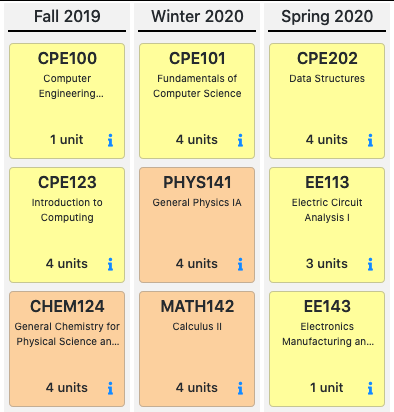 Fall 2019
CPE100
Computer
Engineering...
1 unit
CPE123
Introduction to
Computing
4 units
CHEM124
General Chemistry for
Physical Science an...
4 units
Winter 2020
CPE101
Fundamentals of
Computer Science
4 units
PHYS141
General Physics IA
4 units
MATH142
Calculus II
4 units
Spring 2020
CPE202
Data Structures
4 units
EE113
Electric Circuit
Analysis I
3 units
EE143
Electronics
Manufacturing an...
1 unit